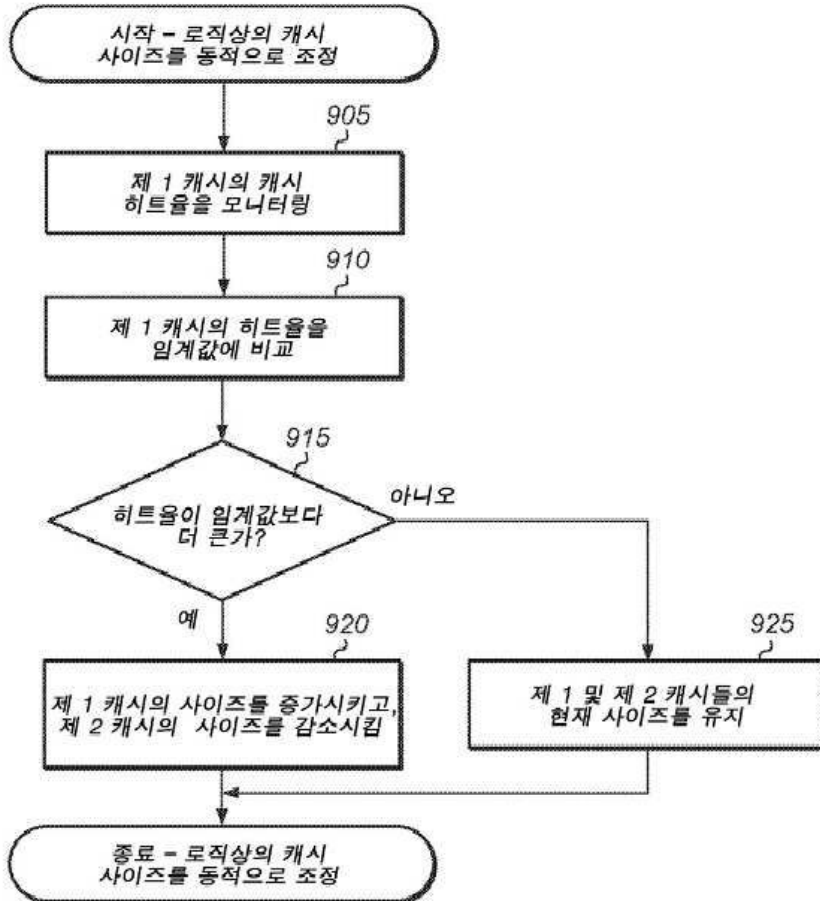 시작 - 로직상의 캐시
사이즈를 동적으로 조정
905
제 1 캐시의 캐시
히트율을 모니터링
910
제 1 캐시의 히트율을
임계값에 비교
915
히트율이 임계값보다
더 큰가?
아니오
예
920
제 1 캐시의 사이즈를 증가시키고,
제 2 캐시의 사이즈를 감소시킴
925
제 1 및 제 2 캐시들의
현재 사이즈를 유지
종료 - 로직상의 캐시
사이즈를 동적으로 조정